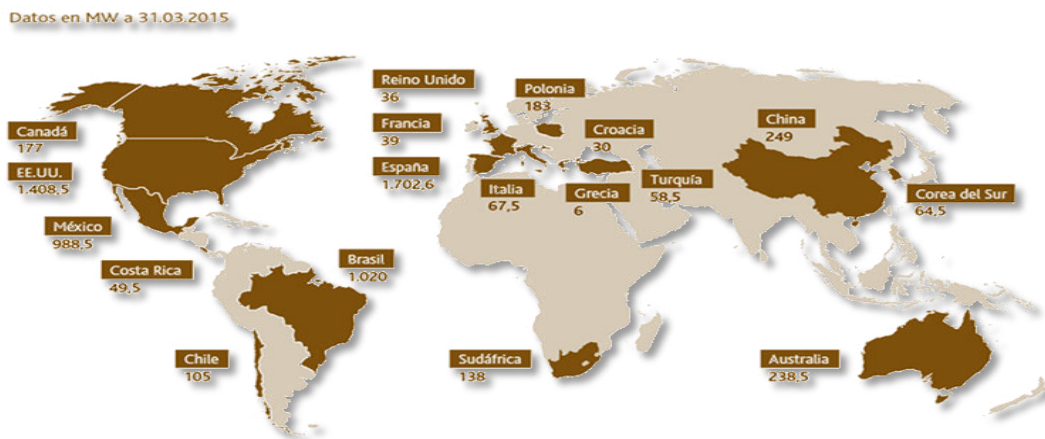 Datos en MW a 31.03.2015
Reino Unido
36
Polonia
183
Canadá
177
Francia
39
Croacia
30
China
249
EE.UU.
1.408,5
España
1.702,6
Italia
67,5
Grecia
6
Turquía
58,5
Corea del Sur
64,5
México
988,5
Costa Rica
49,5
Brasil
1.020
Chile
105
Sudáfrica
138
Australia
238,5